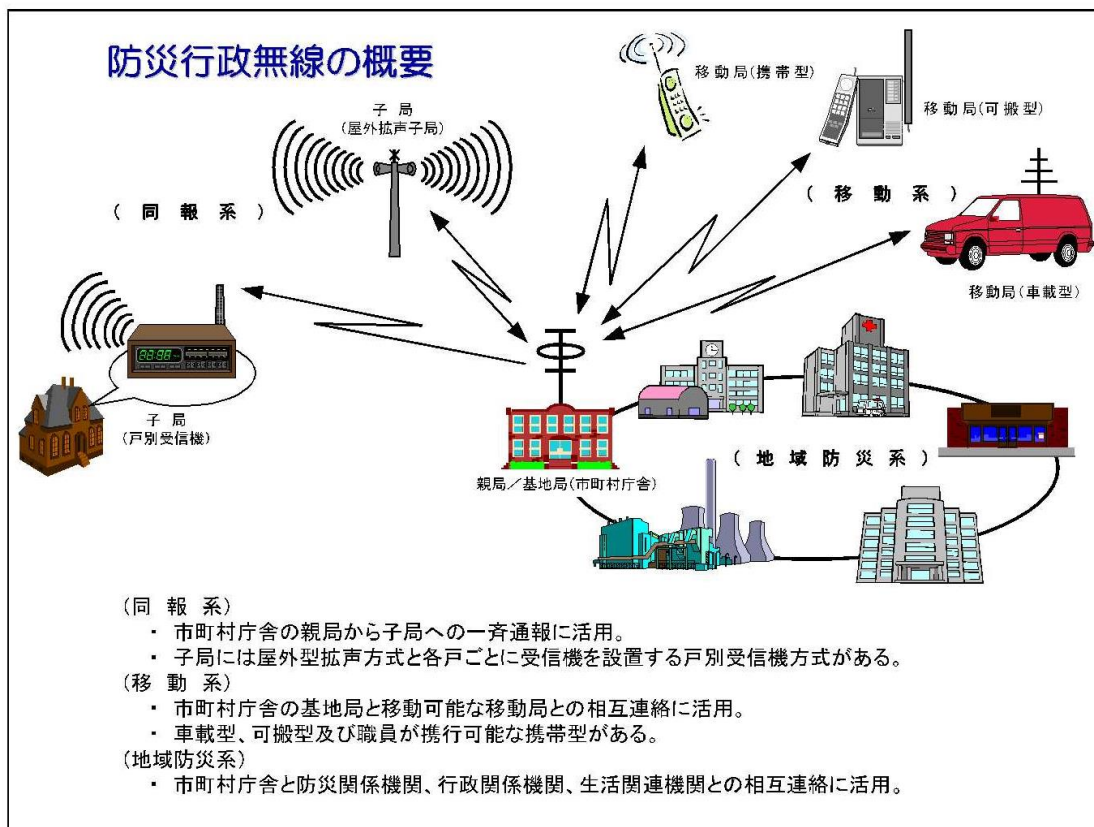 防災行政無線の概要
子 局
(屋外拡声子局)
移動局(携帯型)
移動局(可搬型)
( 同 報 系 )
( 移 動 系 )
移動局(車載型)
子 局
(戸別受信機)
親局／基地局(市町村庁舎)
( 地 域 防 災 系 )
(同 報 系)
・ 市町村庁舎の親局から子局への一斉通報に活用。
・ 子局には屋外型拡声方式と各戸ごとに受信機を設置する戸別受信機方式がある。
(移 動 系)
・ 市町村庁舎の基地局と移動可能な移動局との相互連絡に活用。
・ 車載型、可搬型及び職員が携行可能な携帯型がある。
(地域防災系)
・ 市町村庁舎と防災関係機関、行政関係機関、生活関連機関との相互連絡に活用。